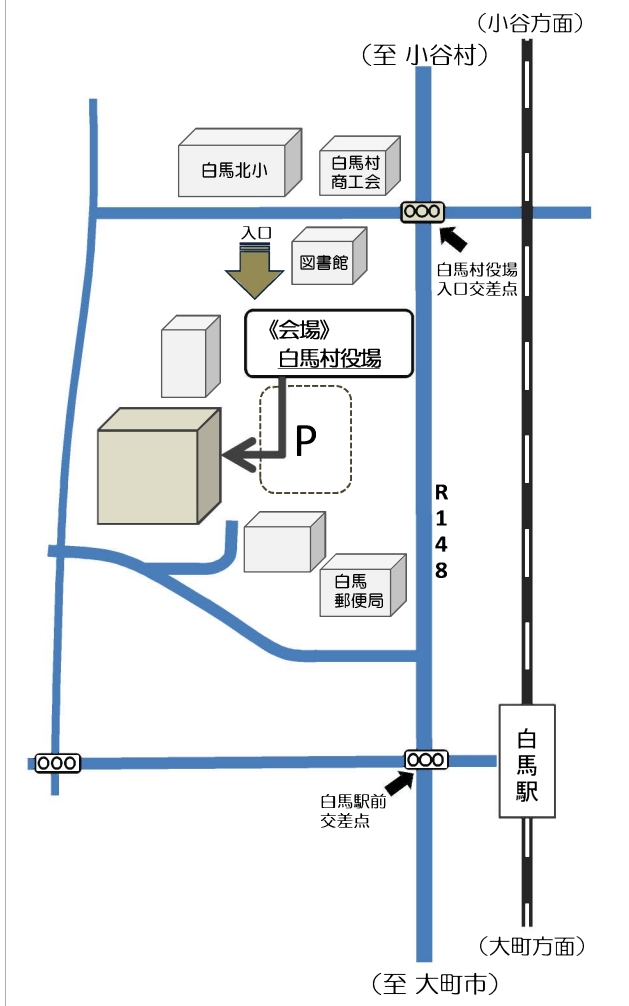 （小谷方面）
（至 小谷村）
白馬北小
白馬村
商工会
入口
図書館
白馬村役場
入口交差点
《会場》
白馬村役場
P
R
1
4
8
白馬
郵便局
白
馬
駅
白馬駅前
交差点
（大町方面）
（至 大町市）